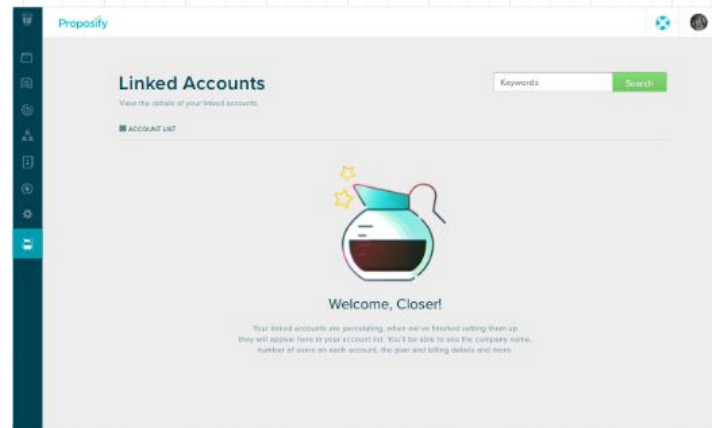 Proposify
Linked Accounts
View the details of your linked accounts
Keywords
Search
ACCOUNT LIST
Welcome, Closer!
Your linked accounts are percolating, when we've finished setting them up
they will appear here in your account list. You'll be able to see the company name,
number of users on each account, the plan and billing details and more.